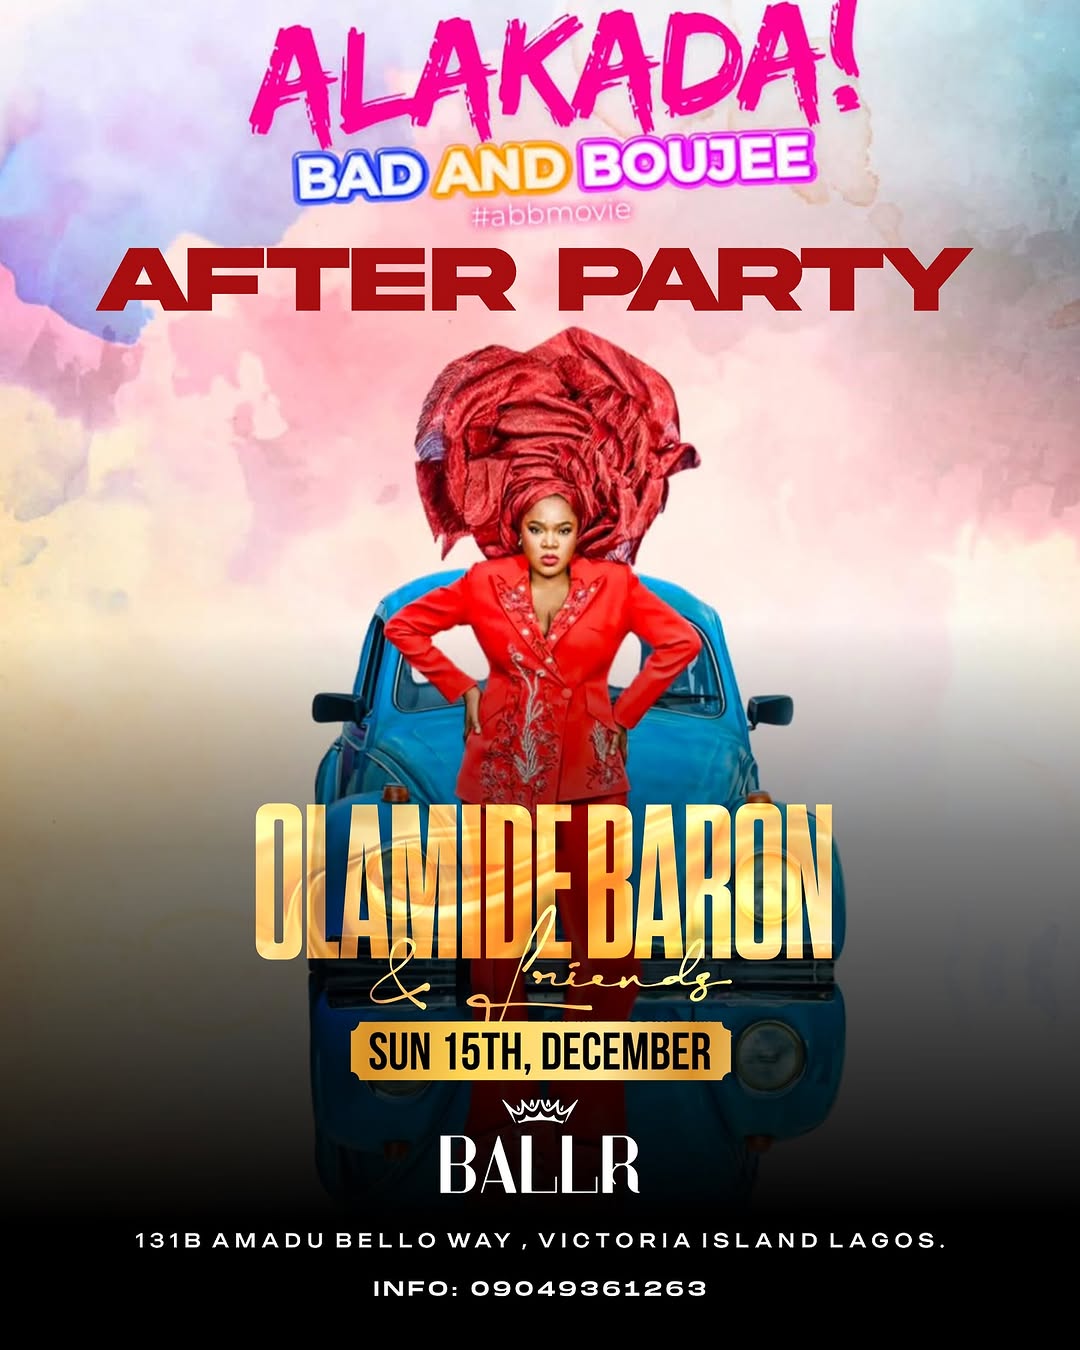 ALAKADA!
BAD AND BOUJEE
#abbmovie
AFTER PARTY
OLAMIDE BARON
& friends
SUN 15TH, DECEMBER
BALLR
131B AMADU BELLO WAY , VICTORIA ISLAND LAGOS.
INFO: 09049361263